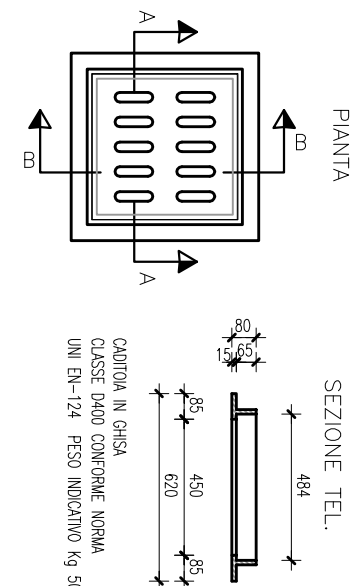 PIANTA
A
A
B
B
SEZIONE TEL.
80
15
65
484
85
450
85
620
CADITOIA IN GHISA
CLASSE D400 CONFORME NORMA
UNI EN-124 PESO INDICATIVO Kg